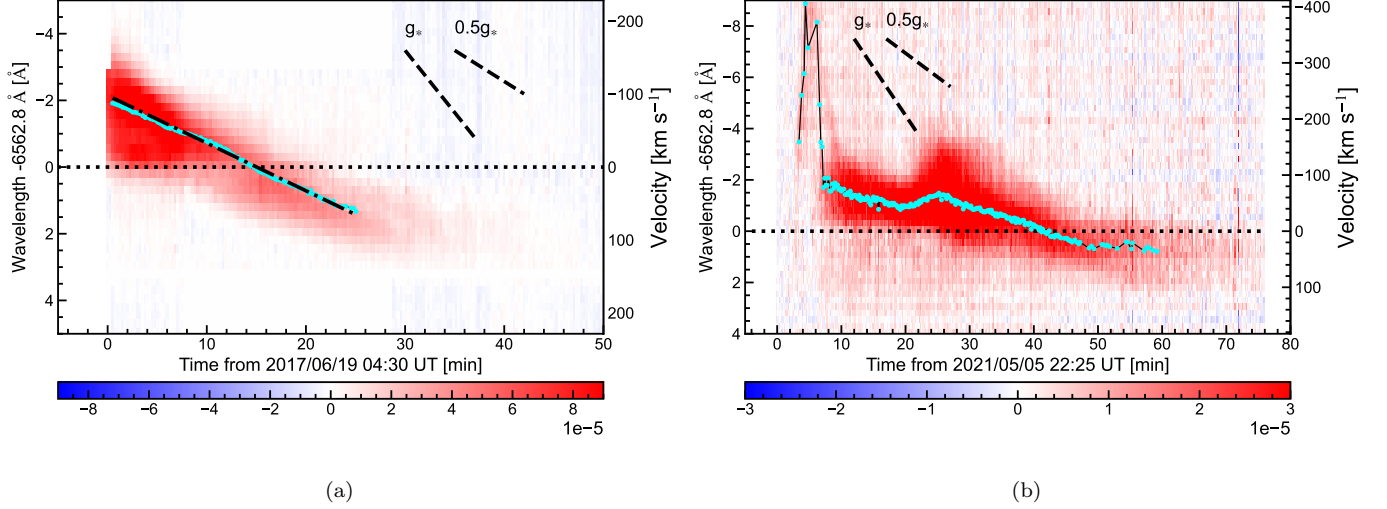 g* 0.5g*
−4
−2
0
2
4
Wavelength -6562.8 Å [Å]
−200
−100
0
100
200
Velocity [km s⁻¹]
0 10 20 30 40 50
Time from 2017/06/19 04:30 UT [min]
−8 −6 −4 −2 0 2 4 6 8
1e−5
(a)
g* 0.5g*
−8
−6
−4
−2
0
2
4
Wavelength -6562.8 Å [Å]
−400
−300
−200
−100
0
100
Velocity [km s⁻¹]
0 10 20 30 40 50 60 70 80
Time from 2021/05/05 22:25 UT [min]
−3 −2 −1 0 1 2 3
1e−5
(b)